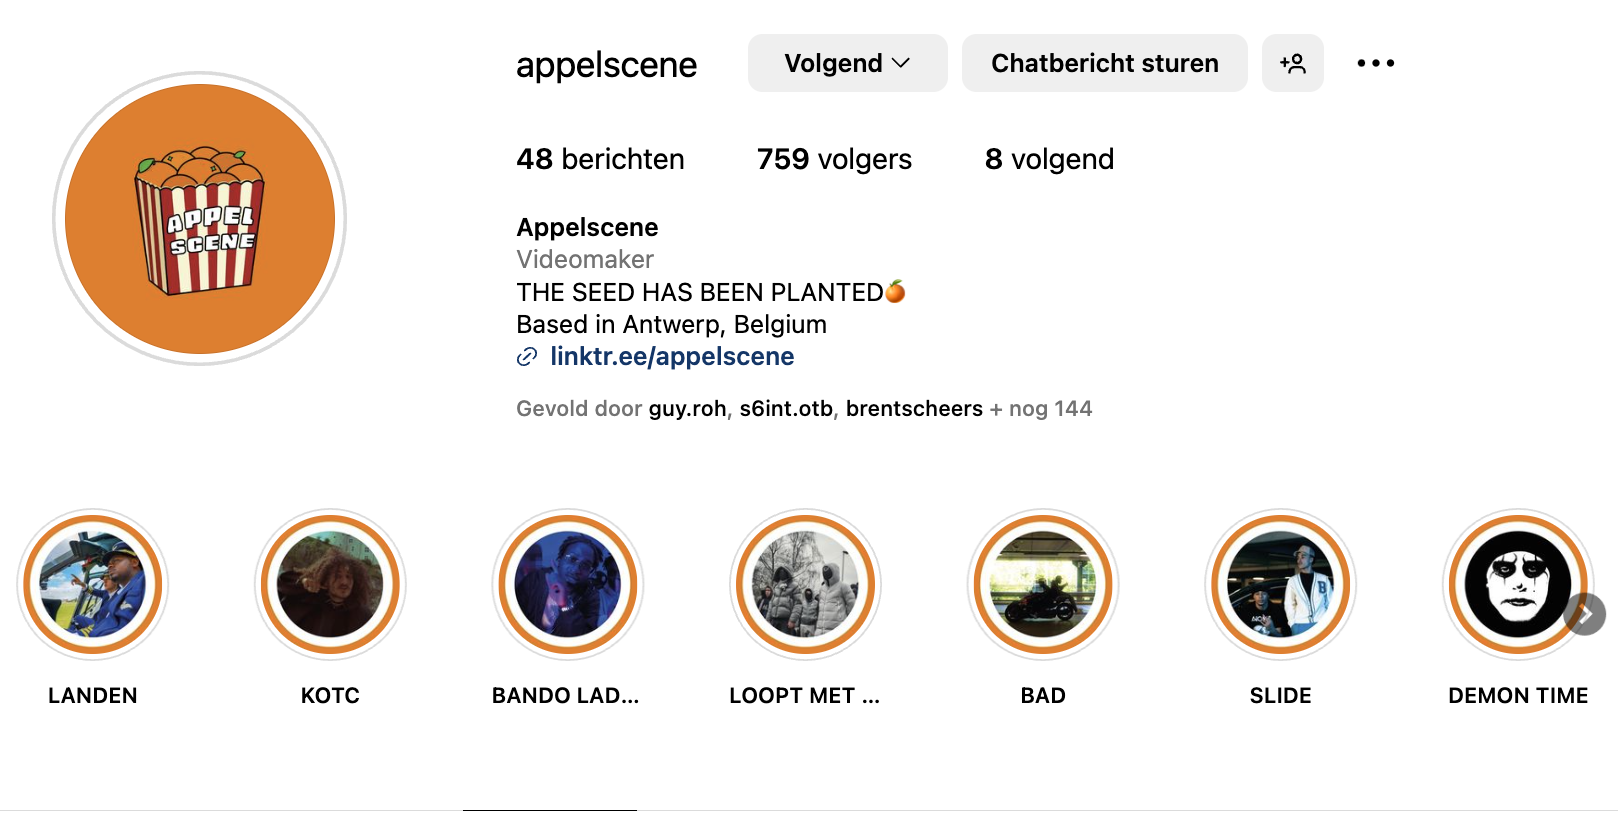 appelscene
Volgend
Chatbericht sturen
48 berichten
759 volgers
8 volgend
APPEL
SCENE
Appelscene
Videomaker
THE SEED HAS BEEN PLANTED🍊
Based in Antwerp, Belgium
linktr.ee/appelscene
Gevold door guy.roh, s6int.otb, brentscheers + nog 144
B
LANDEN
KOTC
BANDO LAD...
LOOPT MET ...
BAD
SLIDE
DEMON TIME